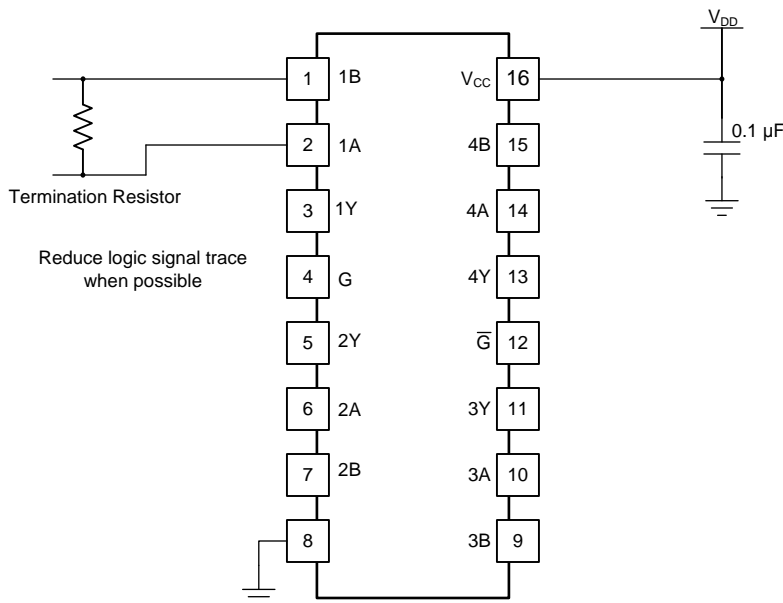 V_DD
1 1B V_CC 16
0.1 µF
2 1A 4B 15
Termination Resistor
3 1Y 4A 14
Reduce logic signal trace
when possible
4 G 4Y 13
5 2Y G̅ 12
6 2A 3Y 11
7 2B 3A 10
8 3B 9